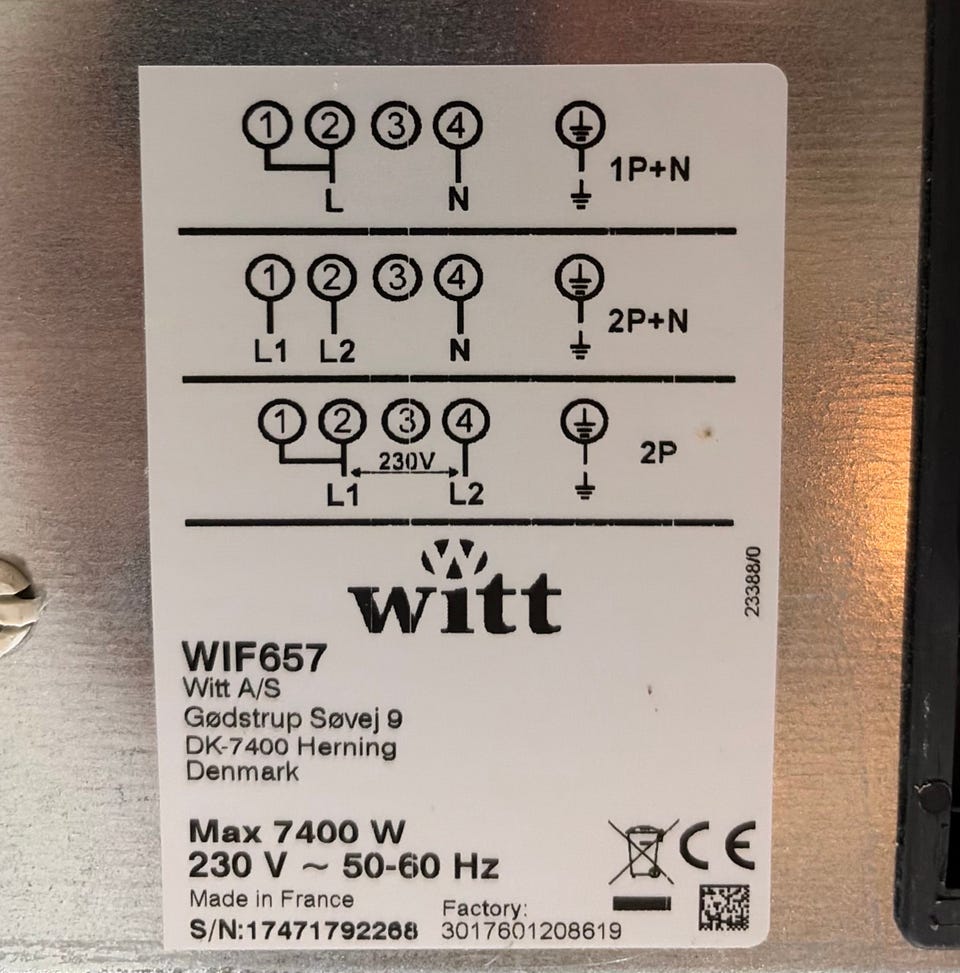 1 2 3 4
L N 1P+N
1 2 3 4
L1 L2 N 2P+N
1 2 3 4
230V
L1 L2 2P
witt
23388/0
WIF657
Witt A/S
Gødstrup Søvej 9
DK-7400 Herning
Denmark
Max 7400 W
230 V ~ 50-60 Hz
CE
Made in France
Factory:
S/N:17471792268 3017601208619